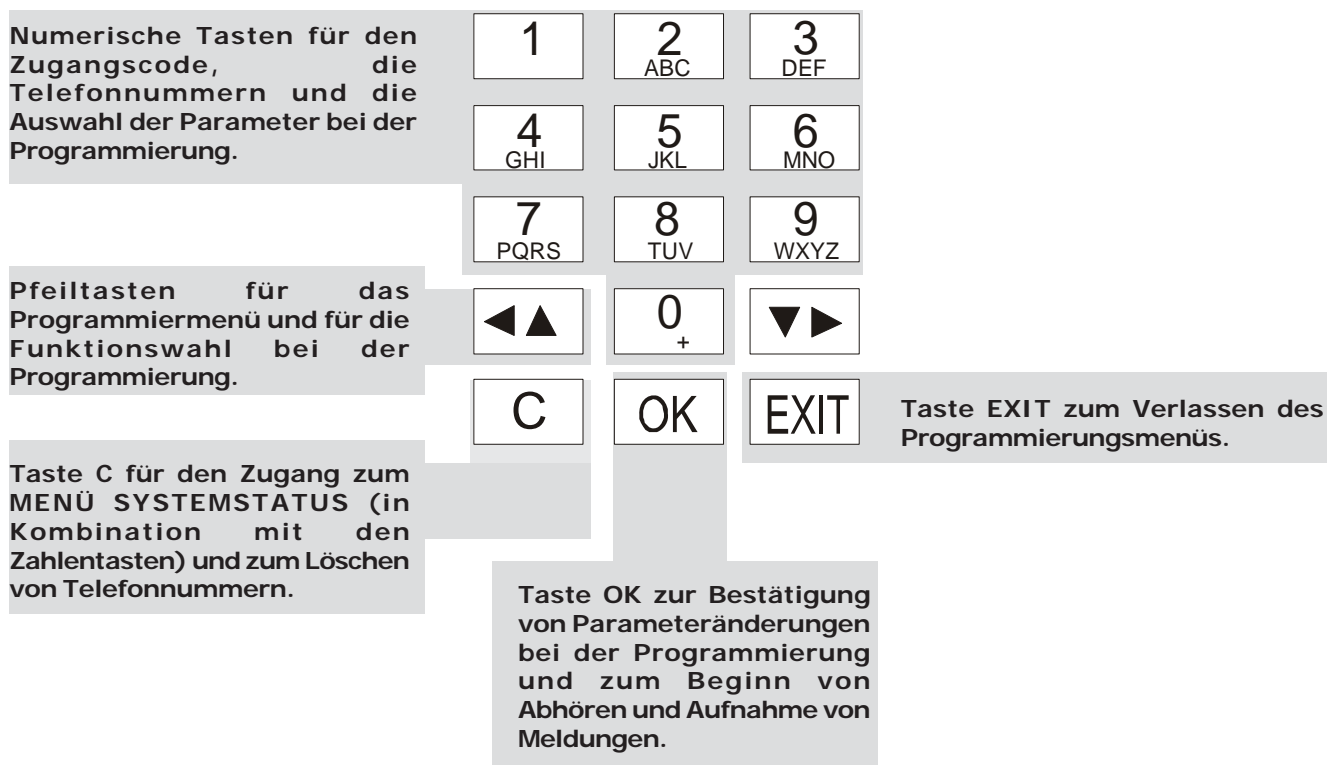 Numerische Tasten für den
Zugangscode, die
Telefonnummern und die
Auswahl der Parameter bei der
Programmierung.
1
2
ABC
3
DEF
4
GHI
5
JKL
6
MNO
7
PQRS
8
TUV
9
WXYZ
Pfeiltasten für das
Programmiermenü und für die
Funktionswahl bei der
Programmierung.
◀▲
0
+
▼▶
C
OK
EXIT
Taste EXIT zum Verlassen des
Programmierungsmenüs.
Taste C für den Zugang zum
MENÜ SYSTEMSTATUS (in
Kombination mit den
Zahlentasten) und zum Löschen
von Telefonnummern.
Taste OK zur Bestätigung
von Parameteränderungen
bei der Programmierung
und zum Beginn von
Abhören und Aufnahme von
Meldungen.